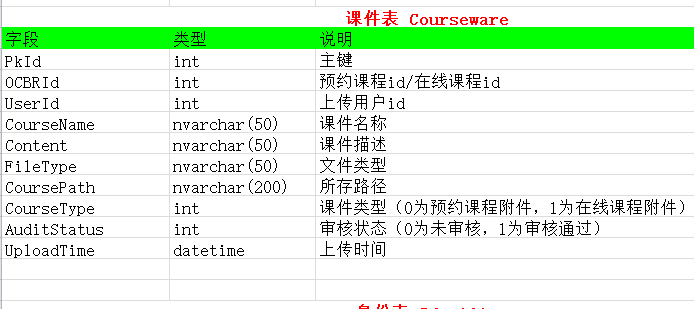 课件表 Courseware
字段 类型 说明
PkId int 主键
OCBRId int 预约课程id/在线课程id
UserId int 上传用户id
CourseName nvarchar(50) 课件名称
Content nvarchar(50) 课件描述
FileType nvarchar(50) 文件类型
CoursePath nvarchar(200) 所存路径
CourseType int 课件类型（0为预约课程附件，1为在线课程附件）
AuditStatus int 审核状态（0为未审核，1为审核通过）
UploadTime datetime 上传时间